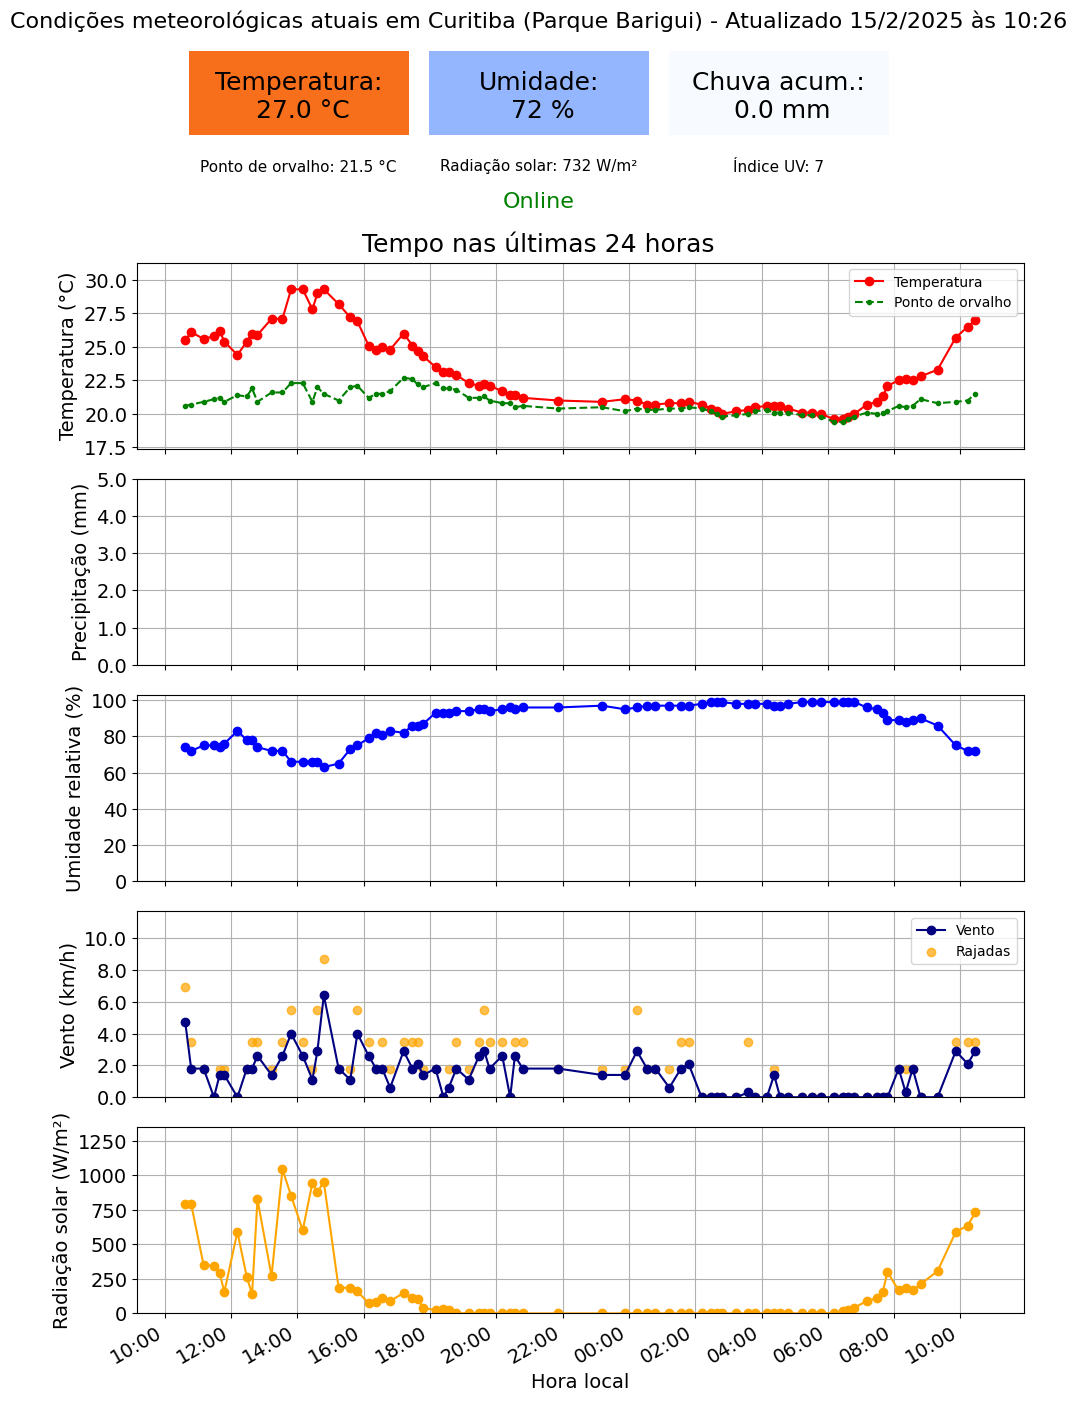 Condições meteorológicas atuais em Curitiba (Parque Barigui) - Atualizado 15/2/2025 às 10:26
Temperatura:
27.0 °C
Umidade:
72 %
Chuva acum.:
0.0 mm
Ponto de orvalho: 21.5 °C
Radiação solar: 732 W/m²
Índice UV: 7
Online
Tempo nas últimas 24 horas
Temperatura (°C)
30.0
27.5
25.0
22.5
20.0
17.5
Temperatura
Ponto de orvalho
Precipitação (mm)
5.0
4.0
3.0
2.0
1.0
0.0
Umidade relativa (%)
100
80
60
40
20
0
Vento (km/h)
10.0
8.0
6.0
4.0
2.0
0.0
Vento
Rajadas
Radiação solar (W/m²)
1250
1000
750
500
250
0
10:00
12:00
14:00
16:00
18:00
20:00
22:00
00:00
02:00
04:00
06:00
08:00
10:00
Hora local